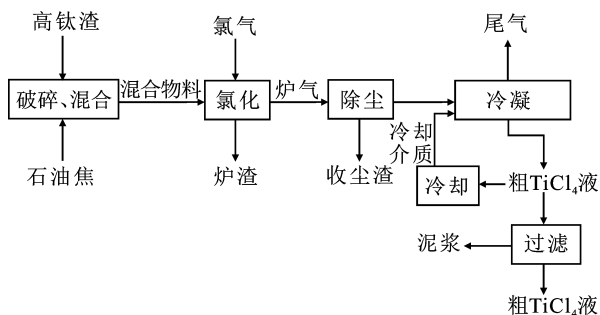 高钛渣
氯气
尾气
破碎、混合
混合物料
氯化
炉气
除尘
冷凝
冷却
介质
石油焦
炉渣
收尘渣
冷却
粗TiCl₄液
泥浆
过滤
粗TiCl₄液